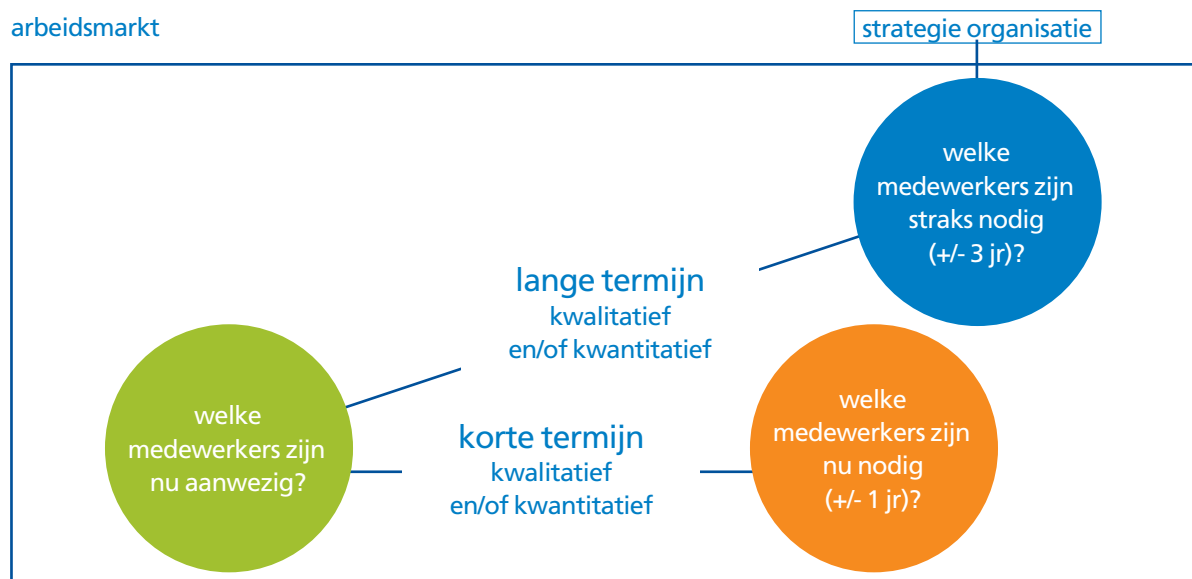 arbeidsmarkt
strategie organisatie
welke
medewerkers zijn
straks nodig
(+/- 3 jr)?
lange termijn
kwalitatief
en/of kwantitatief
welke
medewerkers zijn
nu aanwezig?
korte termijn
kwalitatief
en/of kwantitatief
welke
medewerkers zijn
nu nodig
(+/- 1 jr)?